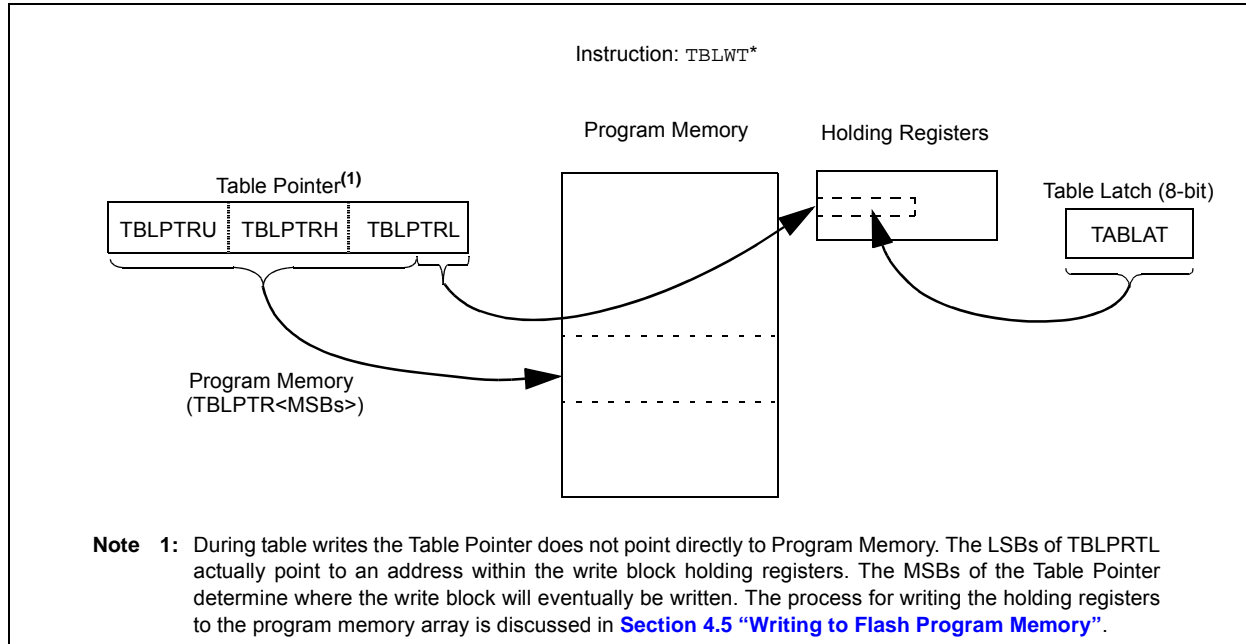 Instruction: TBLWT*
Program Memory
Holding Registers
Table Pointer(1)
Table Latch (8-bit)
TBLPTRU TBLPTRH TBLPTRL
TABLAT
Program Memory
(TBLPTR<MSBs>)
Note 1: During table writes the Table Pointer does not point directly to Program Memory. The LSBs of TBLPRTL
actually point to an address within the write block holding registers. The MSBs of the Table Pointer
determine where the write block will eventually be written. The process for writing the holding registers
to the program memory array is discussed in Section 4.5 “Writing to Flash Program Memory”.